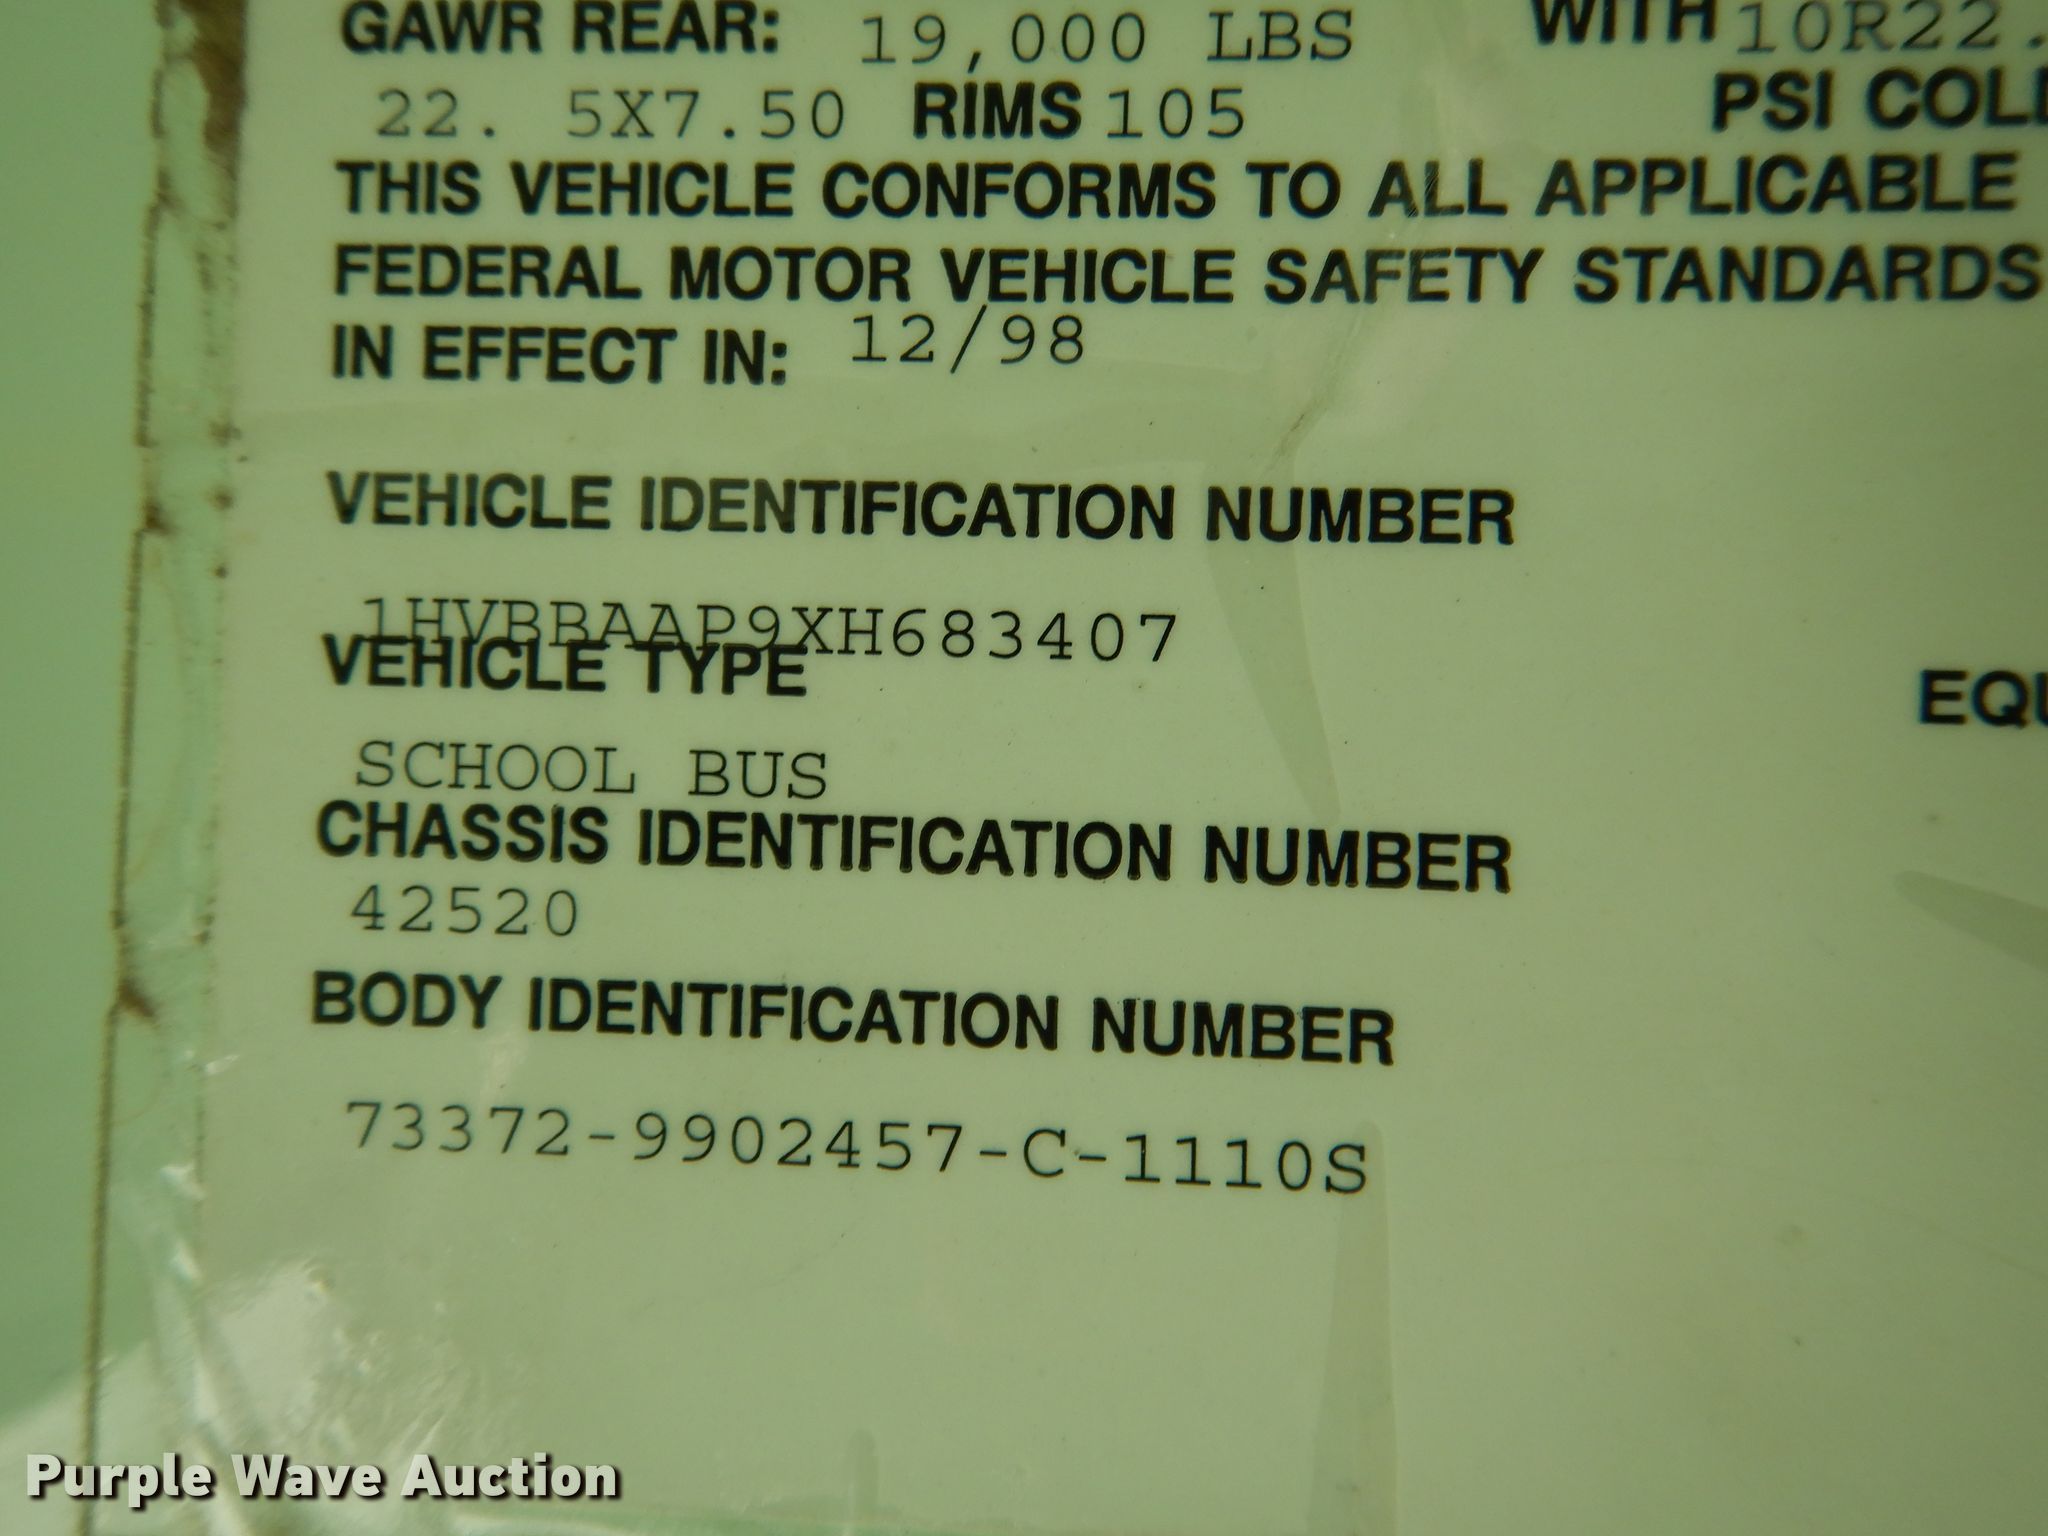 GAWR REAR: 19,000 LBS WITH 10R22.
22. 5X7.50 RIMS 105 PSI COL
THIS VEHICLE CONFORMS TO ALL APPLICABLE
FEDERAL MOTOR VEHICLE SAFETY STANDARDS
IN EFFECT IN: 12/98
VEHICLE IDENTIFICATION NUMBER
1HVBBAAP9XH683407
VEHICLE TYPE
EQU
SCHOOL BUS
CHASSIS IDENTIFICATION NUMBER
42520
BODY IDENTIFICATION NUMBER
73372-9902457-C-1110S
Purple Wave Auction